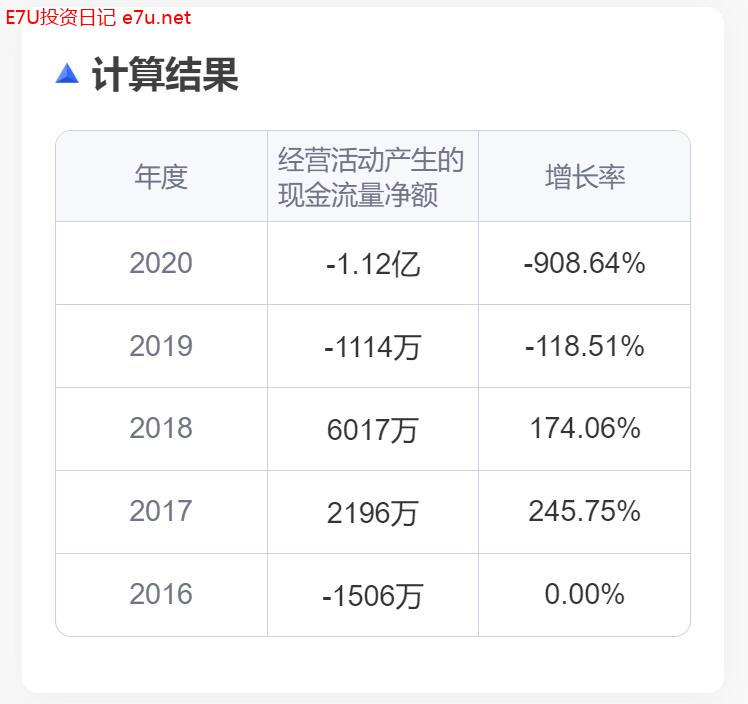 E7U投资日记 e7u.net
计算结果
年度
经营活动产生的
现金流量净额
增长率
2020
-1.12亿
-908.64%
2019
-1114万
-118.51%
2018
6017万
174.06%
2017
2196万
245.75%
2016
-1506万
0.00%